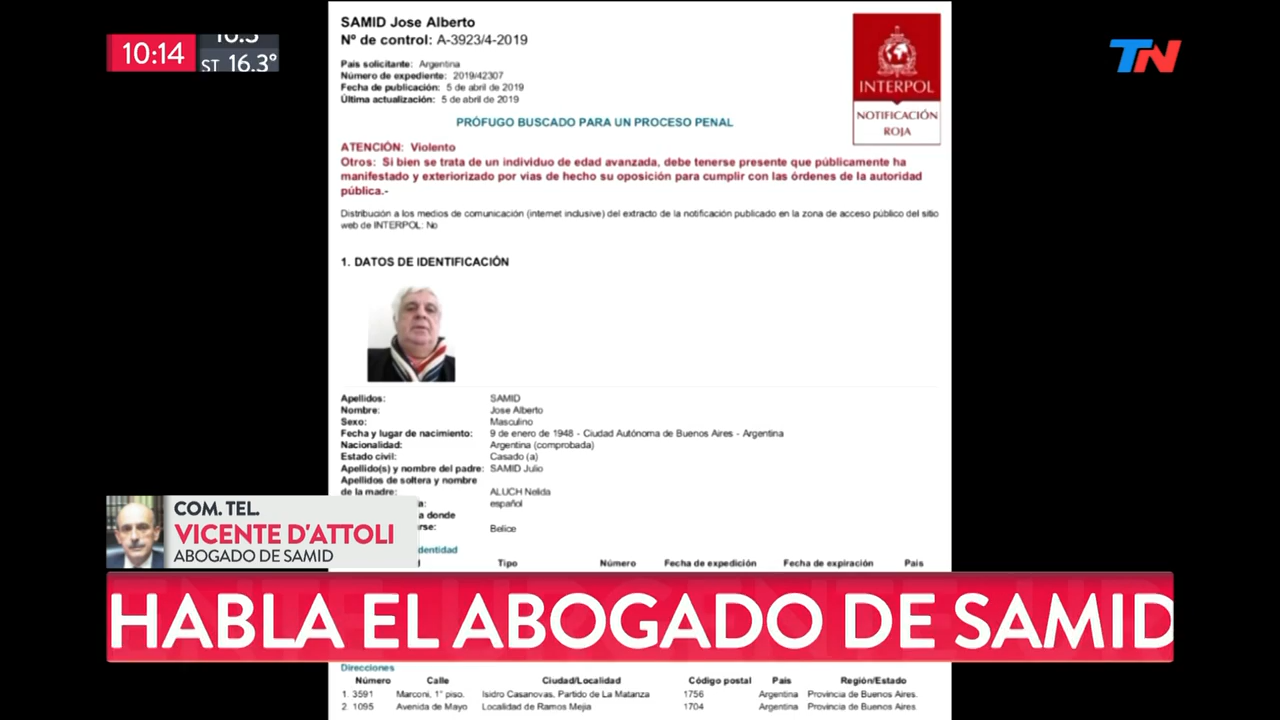 10:14
ST 16.3°
TN
SAMID Jose Alberto
Nº de control: A-3923/4-2019
País solicitante: Argentina
Número de expediente: 2019/42307
Fecha de publicación: 5 de abril de 2019
Última actualización: 5 de abril de 2019
INTERPOL
NOTIFICACIÓN
ROJA
PRÓFUGO BUSCADO PARA UN PROCESO PENAL
ATENCIÓN: Violento
Otros: Si bien se trata de un individuo de edad avanzada, debe tenerse presente que públicamente ha
manifestado y exteriorizado por vías de hecho su oposición para cumplir con las órdenes de la autoridad
pública.-
Distribución a los medios de comunicación (internet inclusive) del extracto de la notificación publicado en la zona de acceso público del sitio
web de INTERPOL: No
1. DATOS DE IDENTIFICACIÓN
Apellidos: SAMID
Nombre: Jose Alberto
Sexo: Masculino
Fecha y lugar de nacimiento: 9 de enero de 1948 - Ciudad Autónoma de Buenos Aires - Argentina
Nacionalidad: Argentina (comprobada)
Estado civil: Casado (a)
Apellido(s) y nombre del padre: SAMID Julio
Apellidos de soltera y nombre
de la madre: ALUCH Nelida
a: español
a donde
rse: Belice
dentidad
Tipo Número Fecha de expedición Fecha de expiración País
COM. TEL.
VICENTE D'ATTOLI
ABOGADO DE SAMID
HABLA EL ABOGADO DE SAMID
Direcciones
Número Calle Ciudad/Localidad Código postal País Región/Estado
1. 3591 Marconi, 1° piso. Isidro Casanovas, Partido de La Matanza 1756 Argentina Provincia de Buenos Aires.
2. 1095 Avenida de Mayo Localidad de Ramos Mejia 1704 Argentina Provincia de Buenos Aires.